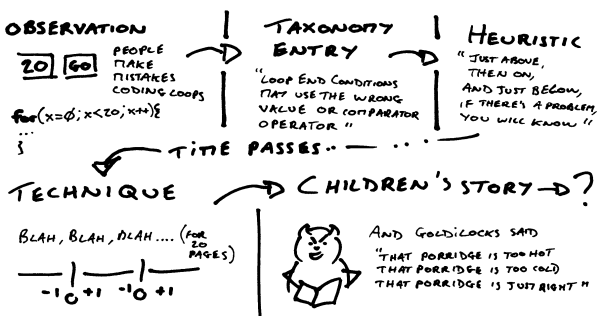 OBSERVATION
20 GO
PEOPLE
MAKE
MISTAKES
CODING LOOPS
for(x=0;x<20;x++){
...
}
TAXONOMY
ENTRY
"LOOP END CONDITIONS
MAY USE THE WRONG
VALUE OR COMPARATOR
OPERATOR"
HEURISTIC
"JUST ABOVE,
THEN ON,
AND JUST BELOW,
IF THERE'S A PROBLEM,
YOU WILL KNOW"
TIME PASSES.. . . . .
TECHNIQUE
BLAH, BLAH, BLAH.... (FOR
20
PAGES)
-1 0 +1 -1 0 +1
CHILDREN'S STORY → ?
AND GOLDILOCKS SAID
"THAT PORRIDGE IS TOO HOT
THAT PORRIDGE IS TOO COLD
THAT PORRIDGE IS JUST RIGHT"